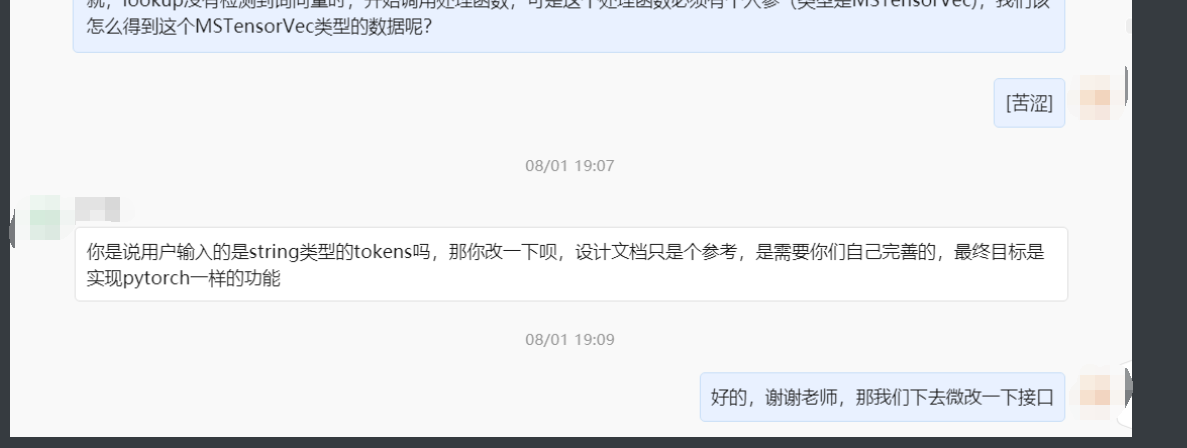 就，lookup没有检测到词向量时，开始调用处理函数，可是这个处理函数必须有个入参（类型是MSTensorVec)，我们该
怎么得到这个MSTensorVec类型的数据呢？
[苦涩]
08/01 19:07
你是说用户输入的是string类型的tokens吗，那你改一下呗，设计文档只是个参考，是需要你们自己完善的，最终目标是
实现pytorch一样的功能
08/01 19:09
好的，谢谢老师，那我们下去微改一下接口